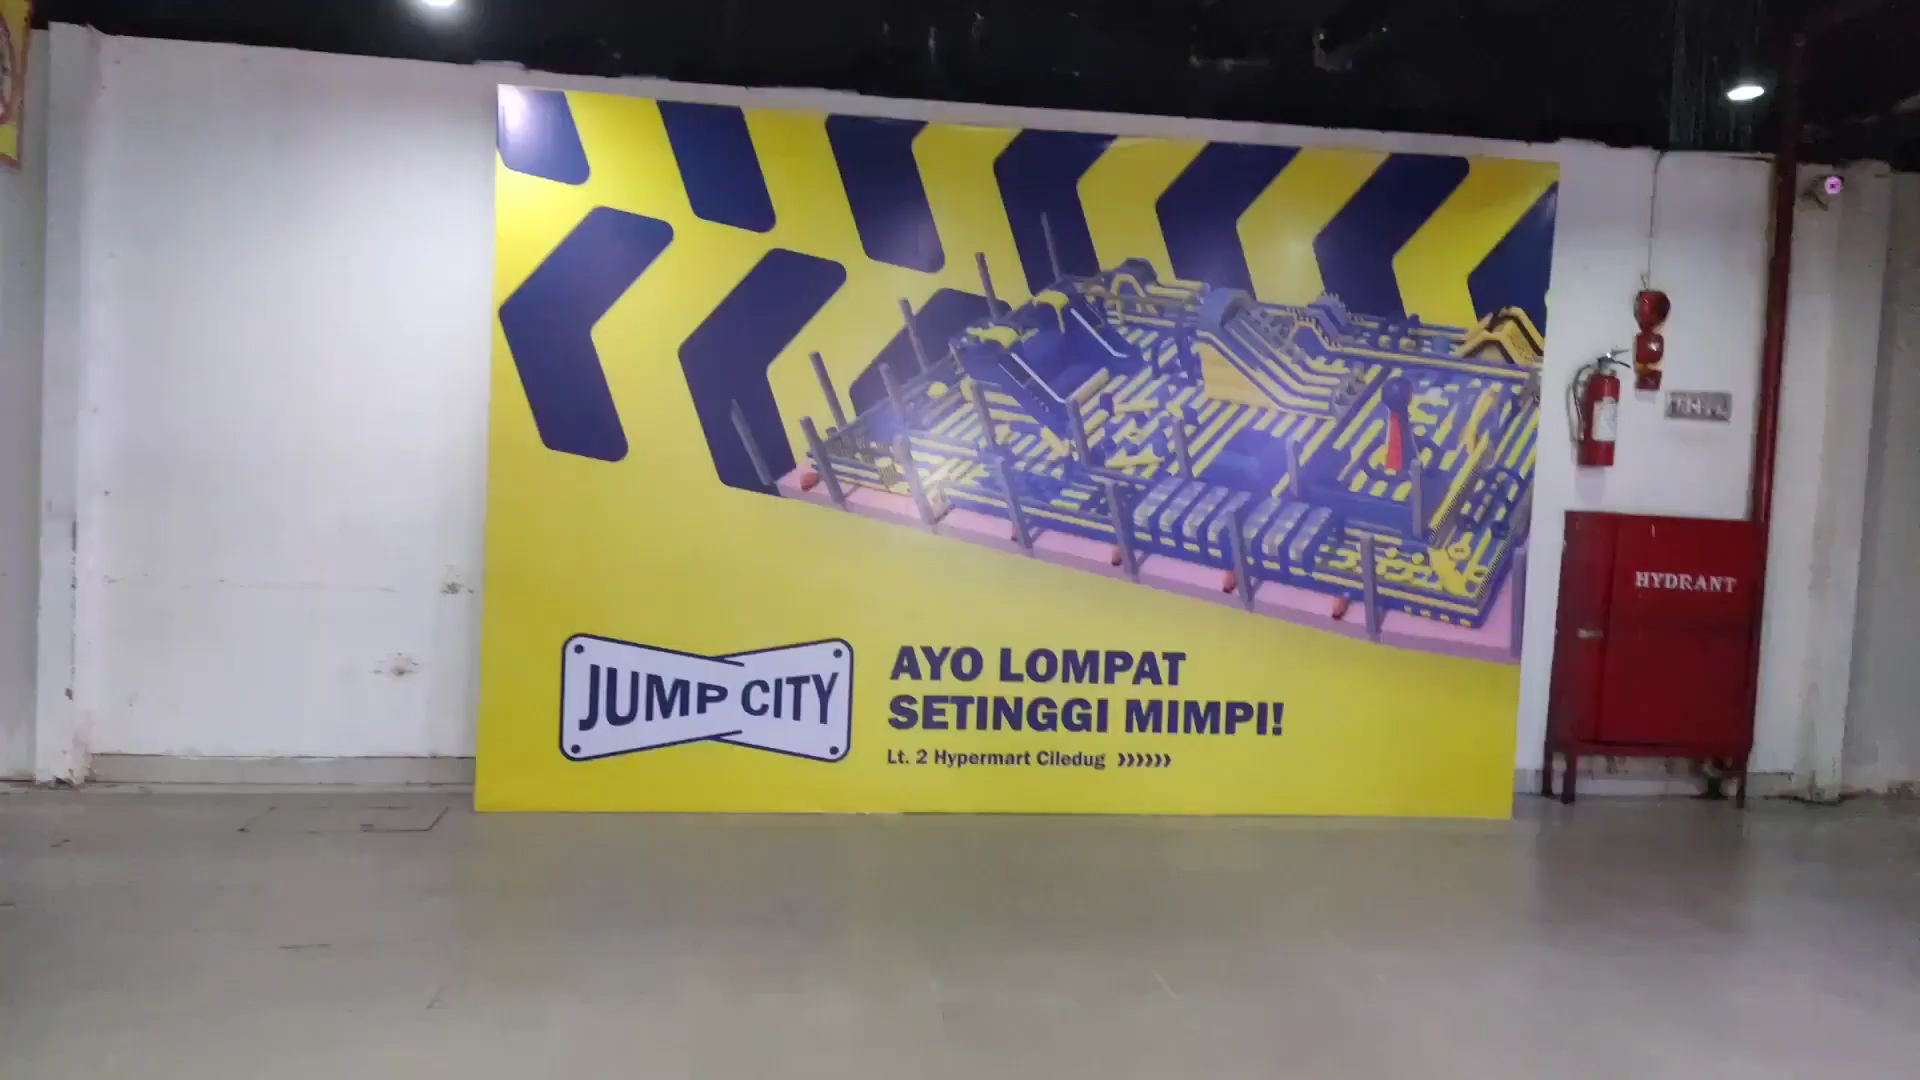 JUMP CITY
AYO LOMPAT
SETINGGI MIMPI!
Lt. 2 Hypermart Ciledug »»»
HYDRANT